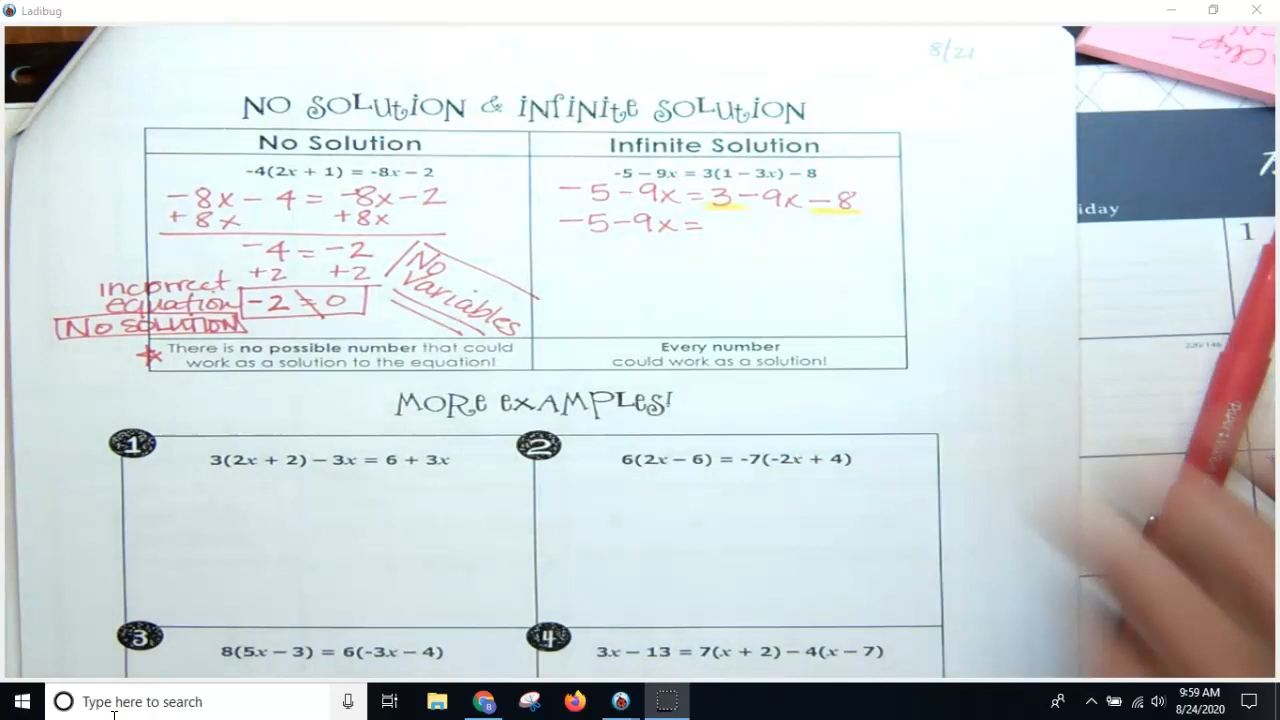 Ladibug
8/21
NO SOLUTION & INFINITE SOLUTION
No Solution
Infinite Solution
-4(2x + 1) = -8x – 2
-5 – 9x = 3(1 – 3x) – 8
-8x - 4 = -8x - 2
+8x +8x
-4 = -2
+2 +2
-2 ≠ 0
No
Variables
incorrect
equation
NO SOLUTION
-5 - 9x = 3 - 9x - 8
-5 - 9x =
There is no possible number that could
work as a solution to the equation!
Every number
could work as a solution!
MORE EXAMPLES!
1
3(2x + 2) – 3x = 6 + 3x
2
6(2x – 6) = -7(-2x + 4)
3
8(5x – 3) = 6(-3x – 4)
4
3x – 13 = 7(x + 2) – 4(x – 7)
clip-
iday
1
Type here to search
9:59 AM
8/24/2020